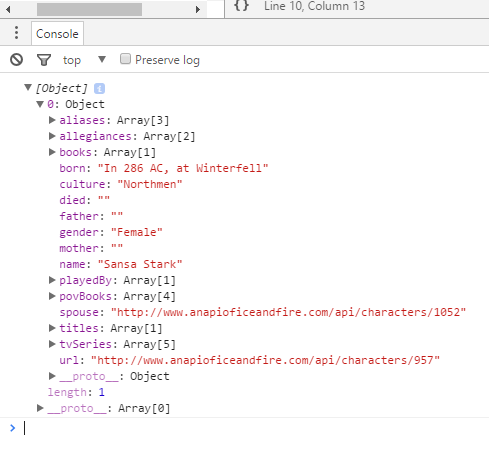 {} Line 10, Column 13
Console
top Preserve log
[Object] i
0: Object
aliases: Array[3]
allegiances: Array[2]
books: Array[1]
born: "In 286 AC, at Winterfell"
culture: "Northmen"
died: ""
father: ""
gender: "Female"
mother: ""
name: "Sansa Stark"
playedBy: Array[1]
povBooks: Array[4]
spouse: "http://www.anapioficeandfire.com/api/characters/1052"
titles: Array[1]
tvSeries: Array[5]
url: "http://www.anapioficeandfire.com/api/characters/957"
__proto__: Object
length: 1
__proto__: Array[0]
>